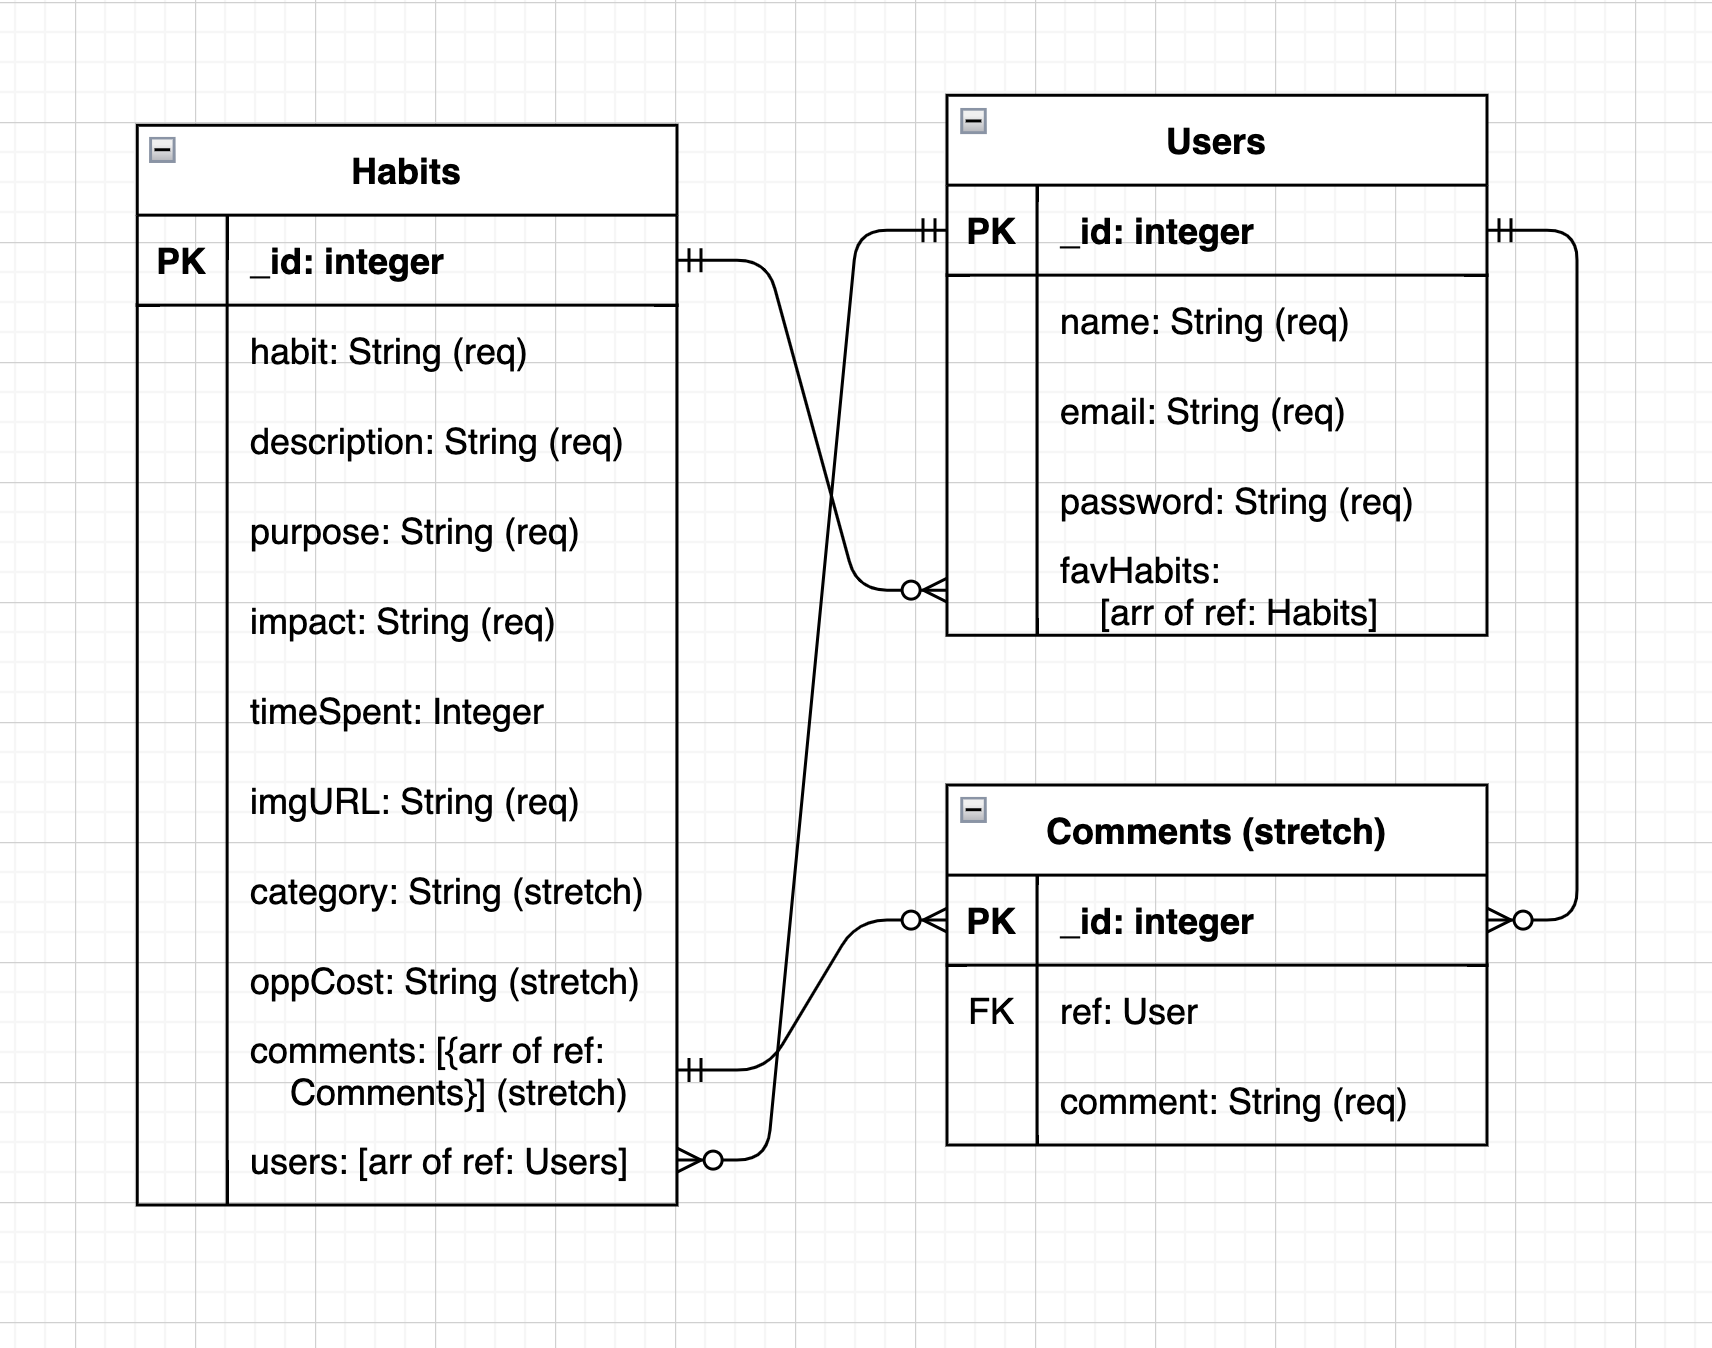 Habits
PK _id: integer
habit: String (req)
description: String (req)
purpose: String (req)
impact: String (req)
timeSpent: Integer
imgURL: String (req)
category: String (stretch)
oppCost: String (stretch)
comments: [{arr of ref:
Comments}] (stretch)
users: [arr of ref: Users]
Users
PK _id: integer
name: String (req)
email: String (req)
password: String (req)
favHabits:
[arr of ref: Habits]
Comments (stretch)
PK _id: integer
FK ref: User
comment: String (req)